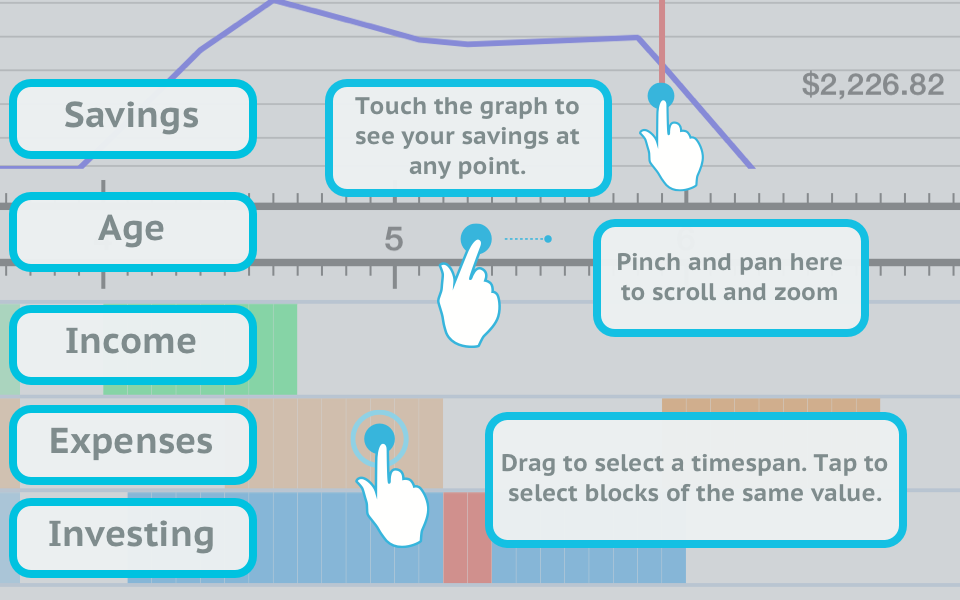 Savings
Touch the graph to
see your savings at
any point.
$2,226.82
Age
5
Pinch and pan here
to scroll and zoom
Income
Expenses
Drag to select a timespan. Tap to
select blocks of the same value.
Investing